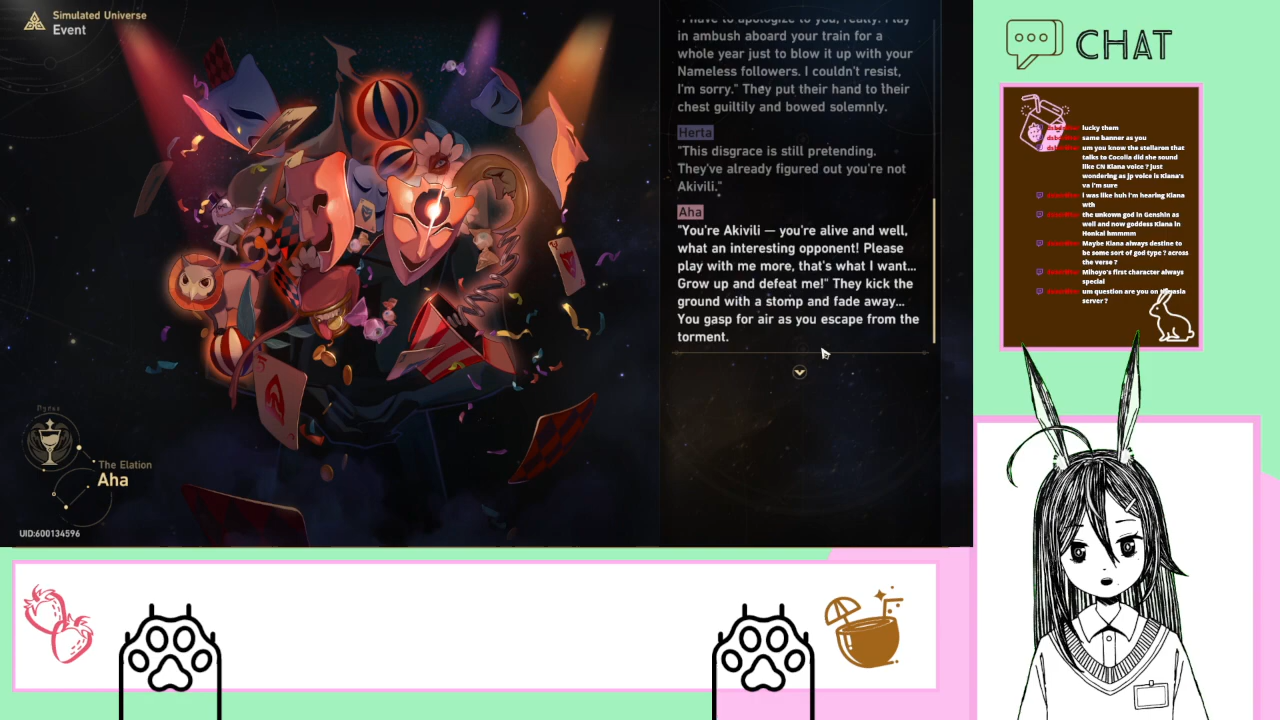 Simulated Universe
Event
"I have to apologize to you, really. I lay
in ambush aboard your train for a
whole year just to blow it up with your
Nameless followers. I couldn't resist,
I'm sorry." They put their hand to their
chest guiltily and bowed solemnly.
Herta
"This disgrace is still pretending.
They've already figured out you're not
Akivili."
Aha
"You're Akivili — you're alive and well,
what an interesting opponent! Please
play with me more, that's what I want...
Grow up and defeat me!" They kick the
ground with a stomp and fade away...
You gasp for air as you escape from the
torment.
The Elation
Aha
UID:600134596
CHAT
lucky them
same banner as you
um you know the stellaron that
talks to Cocolia did she sound
like CN Kiana voice ? just
wondering as jp voice is Kiana's
va i'm sure
I was like huh I'm hearing Kiana
wth
the unkown god in Genshin as
well and now goddess Kiana in
Honkai hmmmm
Maybe Kiana always destine to
be some sort of god type ? across
the verse ?
Mihoyo's first character always
special
um question are you on
server ?